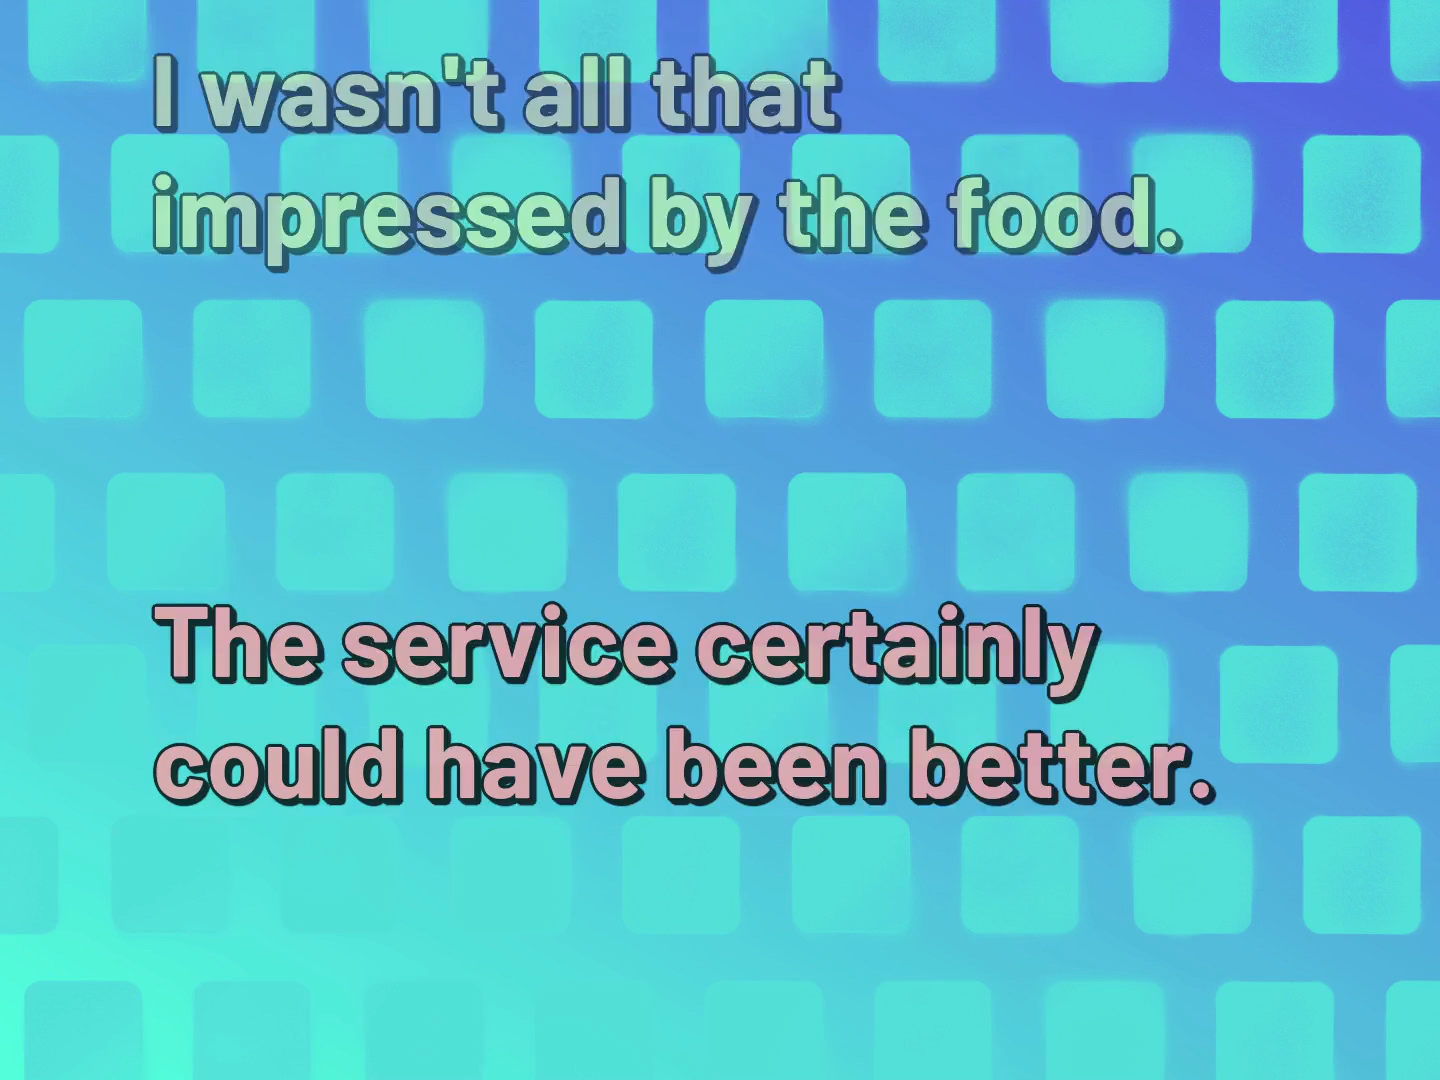 I wasn't all that
impressed by the food.
The service certainly
could have been better.